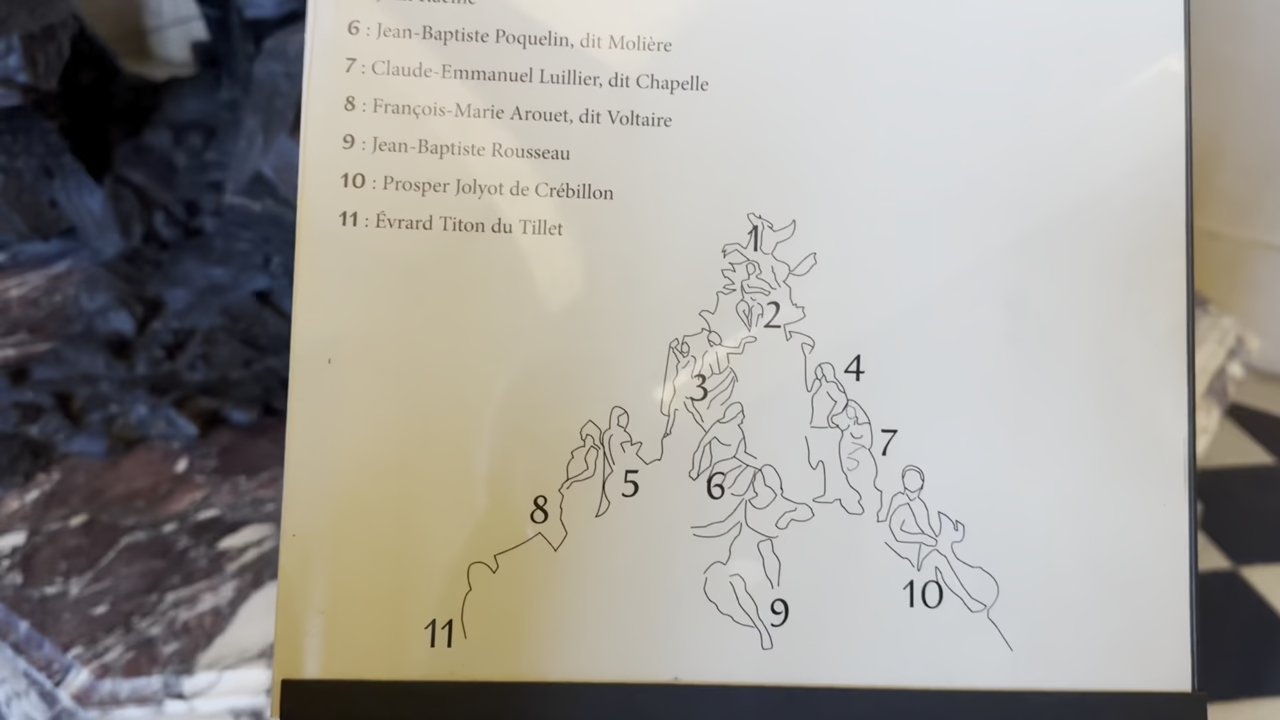 6 : Jean-Baptiste Poquelin, dit Molière
7 : Claude-Emmanuel Luillier, dit Chapelle
8 : François-Marie Arouet, dit Voltaire
9 : Jean-Baptiste Rousseau
10 : Prosper Jolyot de Crébillon
11 : Évrard Titon du Tillet
1
2
3
4
7
5
6
8
10
9
11